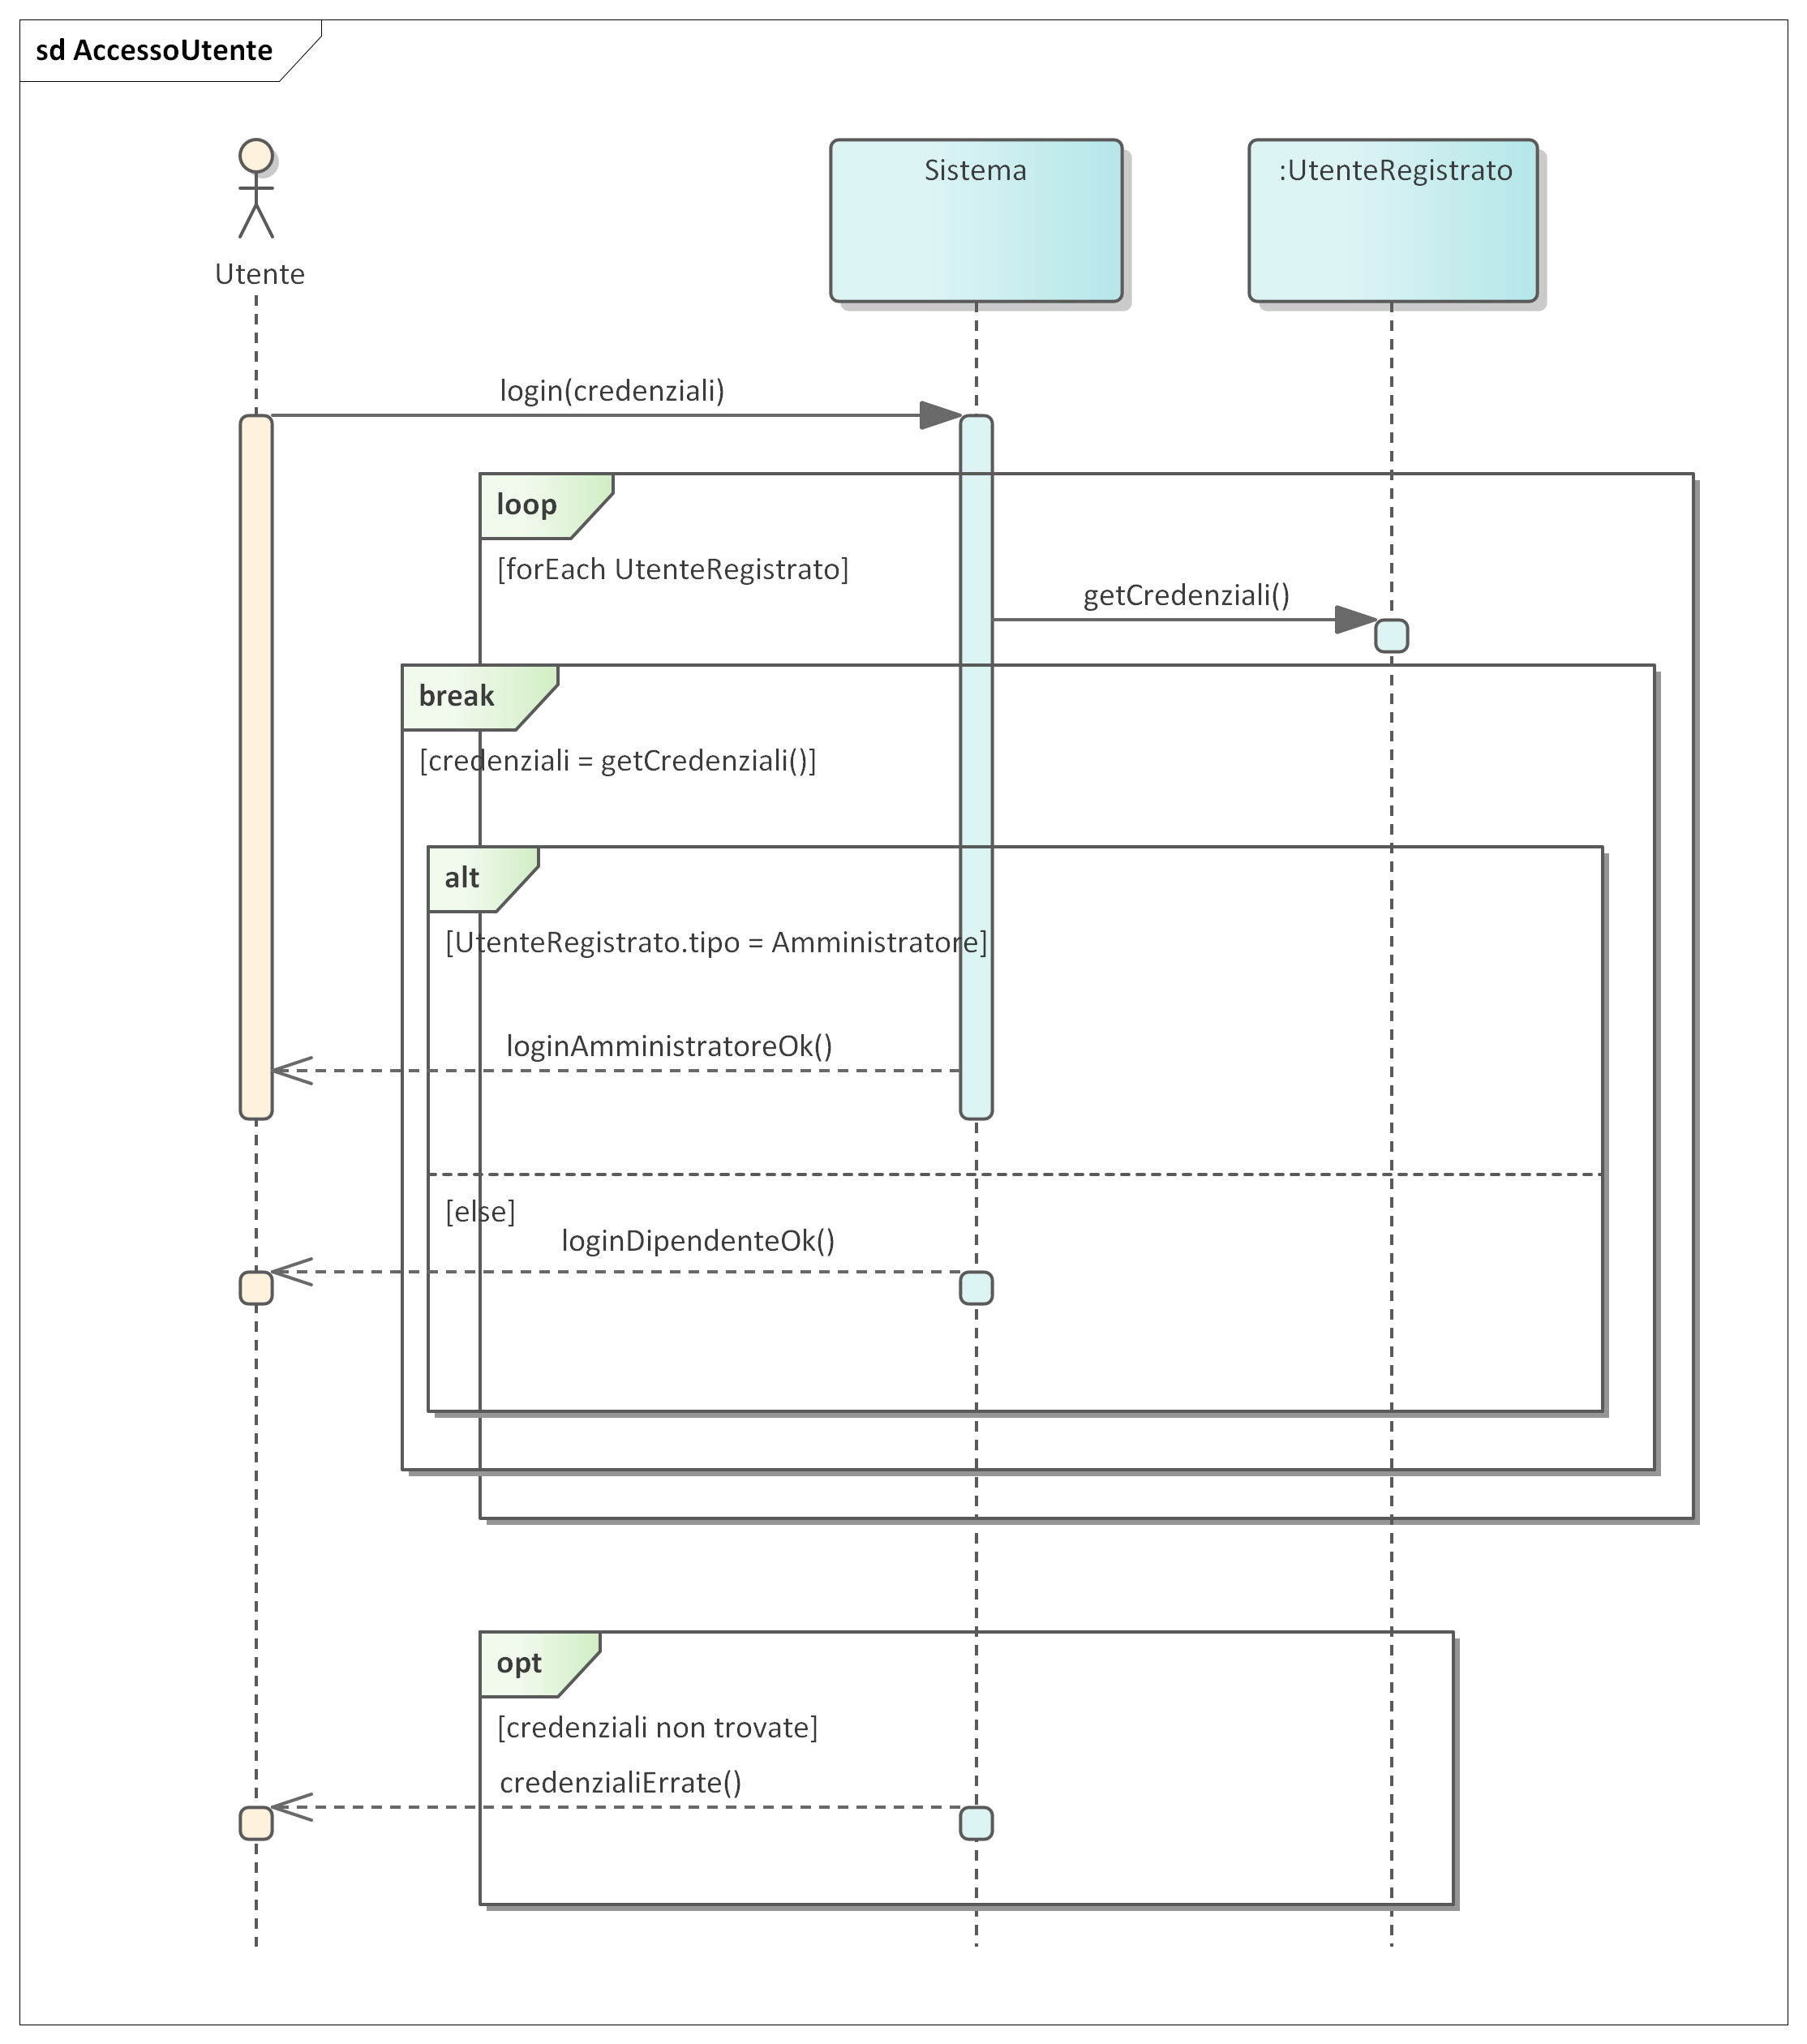 sd AccessoUtente
Utente
Sistema
:UtenteRegistrato
login(credenziali)
loop
[forEach UtenteRegistrato]
getCredenziali()
break
[credenziali = getCredenziali()]
alt
[UtenteRegistrato.tipo = Amministratore]
loginAmministratoreOk()
[else]
loginDipendenteOk()
opt
[credenziali non trovate]
credenzialiErrate()